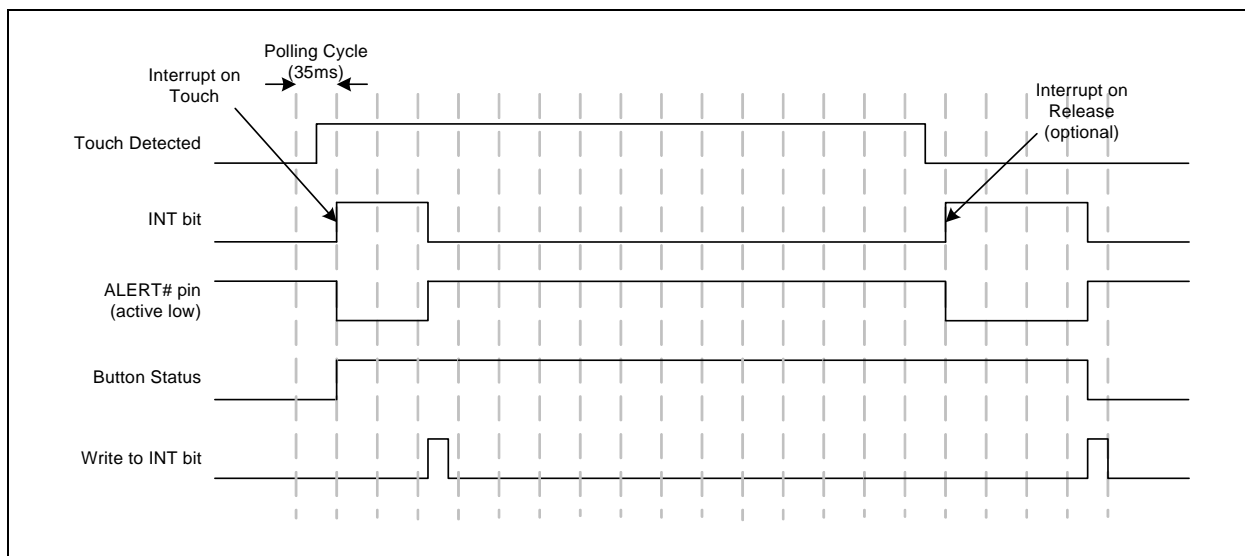 Polling Cycle
(35ms)
Interrupt on
Touch
Interrupt on
Release
(optional)
Touch Detected
INT bit
ALERT# pin
(active low)
Button Status
Write to INT bit